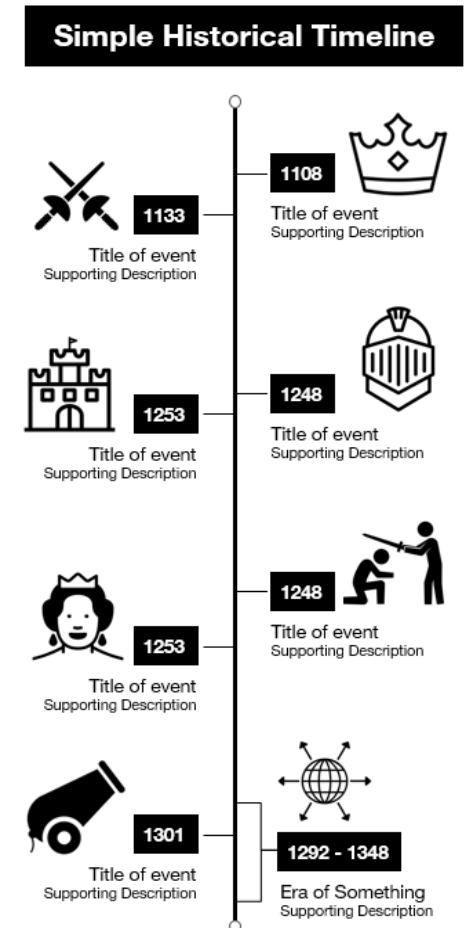 Simple Historical Timeline
1108
Title of event
Supporting Description
1133
Title of event
Supporting Description
1248
Title of event
Supporting Description
1253
Title of event
Supporting Description
1248
Title of event
Supporting Description
1253
Title of event
Supporting Description
1301
Title of event
Supporting Description
1292 - 1348
Era of Something
Supporting Description